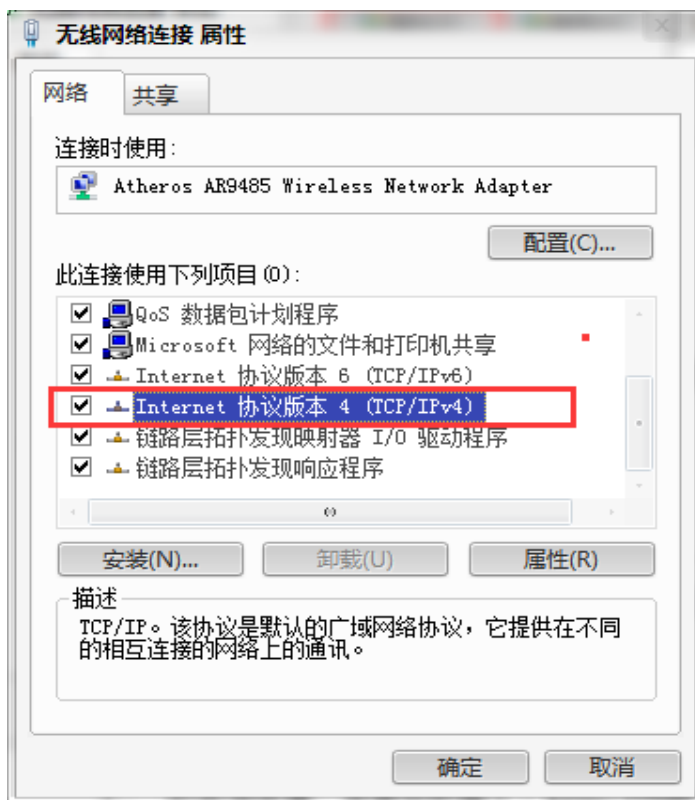 无线网络连接 属性
网络
共享
连接时使用:
Atheros AR9485 Wireless Network Adapter
配置(C)...
此连接使用下列项目(O):
QoS 数据包计划程序
Microsoft 网络的文件和打印机共享
Internet 协议版本 6 (TCP/IPv6)
Internet 协议版本 4 (TCP/IPv4)
链路层拓扑发现映射器 I/O 驱动程序
链路层拓扑发现响应程序
安装(N)...
卸载(U)
属性(R)
描述
TCP/IP。该协议是默认的广域网络协议，它提供在不同
的相互连接的网络上的通讯。
确定
取消